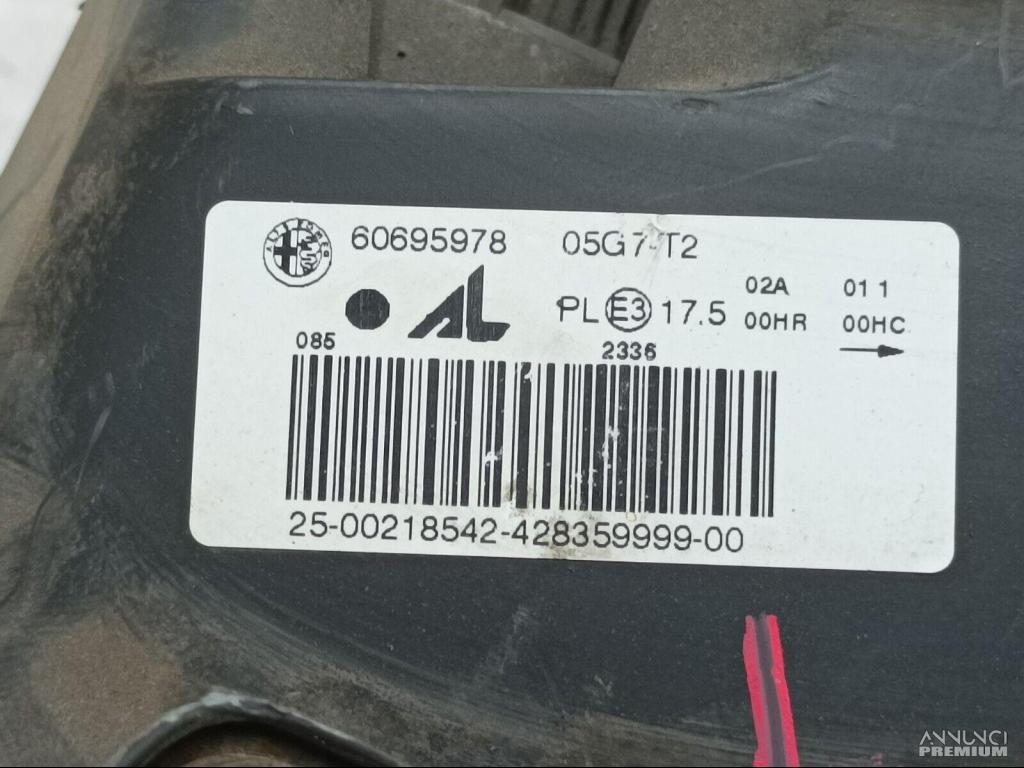 60695978 05G7-T2
AL PL E3 17.5 02A 01 1
00HR 00HC
085 2336
25-00218542-428359999-00
ANNUNCI
PREMIUM